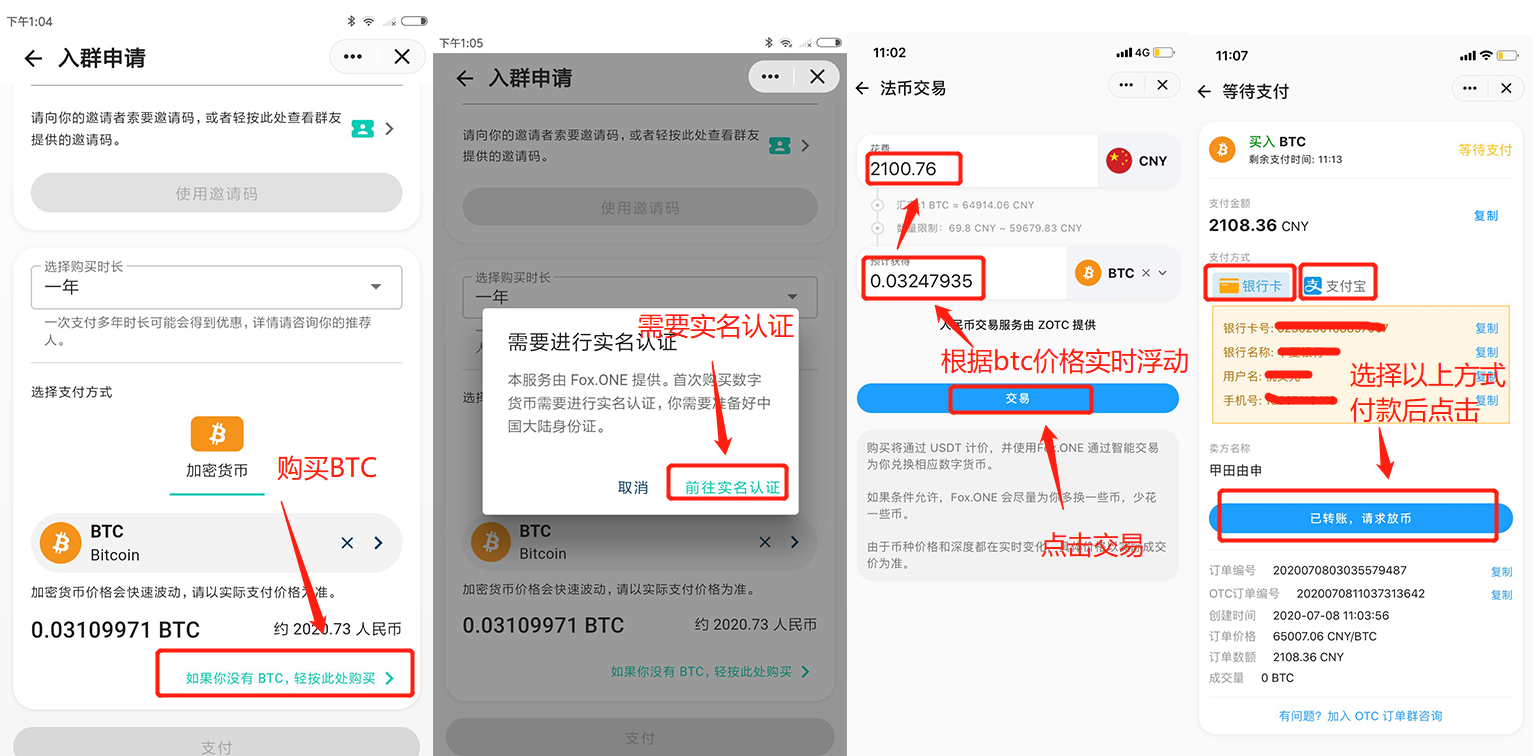 下午1:04
入群申请
请向你的邀请者索要邀请码，或者轻按此处查看群友
提供的邀请码。
使用邀请码
选择购买时长
一年
一次支付多年时长可能会得到优惠，详情请咨询你的推荐
人。
选择支付方式
加密货币
购买BTC
BTC
Bitcoin
加密货币价格会快速波动，请以实际支付价格为准。
0.03109971 BTC
约 2020.73 人民币
如果你没有 BTC，轻按此处购买
支付
下午1:05
入群申请
请向你的邀请者索要邀请码，或者轻按此处查看群友
提供的邀请码。
使用邀请码
选择购买时长
一年
需要实名认证
需要进行实名认证
本服务由 Fox.ONE 提供。首次购买数字
货币需要进行实名认证，你需要准备好中
国大陆身份证。
取消
前往实名认证
BTC
Bitcoin
加密货币价格会快速波动，请以实际支付价格为准。
0.03109971 BTC
约 2020.73 人民币
如果你没有 BTC，轻按此处购买
支付
11:02
4G
法币交易
花费
2100.76
CNY
1 BTC ≈ 64914.06 CNY
数量限制：69.8 CNY ~ 59679.83 CNY
预计获得
0.03247935
BTC
人民币交易服务由 ZOTC 提供
根据btc价格实时浮动
交易
购买将通过 USDT 计价，并使用Fox.ONE 通过智能交易
为你兑换相应数字货币。
如果条件允许，Fox.ONE 会尽量为你多换一些币，少花
一些币。
由于币种价格和深度都在实时变化，
成交
价为准。
点击交易
11:07
等待支付
买入 BTC
剩余支付时间: 11:13
等待支付
支付金额
2108.36 CNY
复制
支付方式
银行卡
支付宝
银行卡号:
复制
银行名称:
复制
用户名:
手机号:
复制
选择以上方式
付款后点击
卖方名称
甲田由申
已转账，请求放币
订单编号 2020070803035579487 复制
OTC订单编号 2020070811037313642 复制
创建时间 2020-07-08 11:03:56
订单价格 65007.06 CNY/BTC
订单数额 2108.36 CNY
成交量 0 BTC
有问题？加入 OTC 订单群咨询